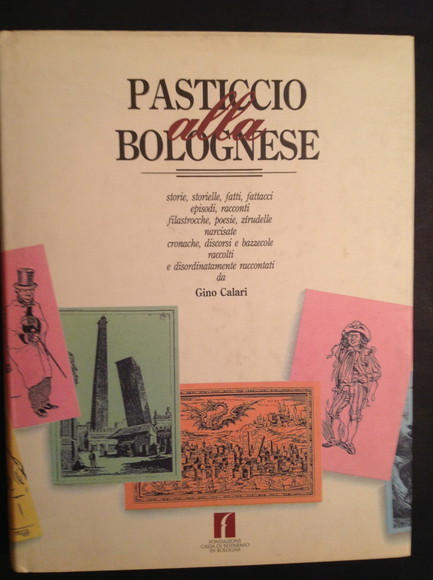 PASTICCIO
alla
BOLOGNESE
storie, storielle, fatti, fattacci
episodi, racconti
filastrocche, poesie, zirudelle
narcisate
cronache, discorsi e bazzecole
raccolti
e disordinatamente raccontati
da
Gino Calari
FONDAZIONE
CASSA DI RISPARMIO
IN BOLOGNA